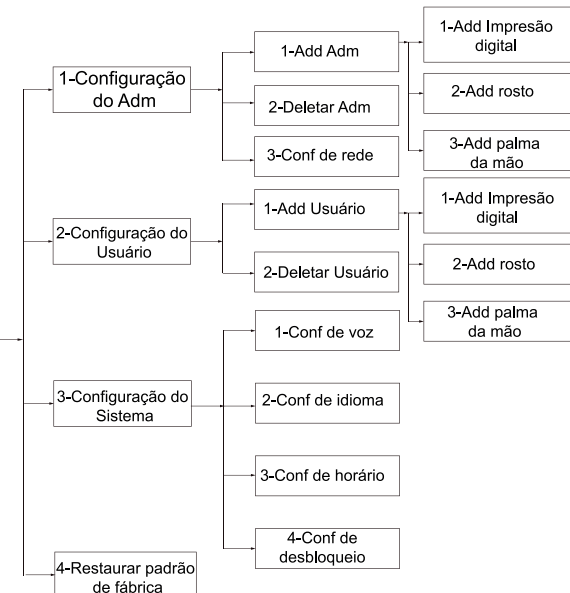 1-Configuração
do Adm
1-Add Adm
1-Add Impresão
digital
2-Add rosto
3-Add palma
da mão
2-Deletar Adm
3-Conf de rede
2-Configuração do
Usuário
1-Add Usuário
1-Add Impresão
digital
2-Add rosto
3-Add palma
da mão
2-Deletar Usuário
3-Configuração do
Sistema
1-Conf de voz
2-Conf de idioma
3-Conf de horário
4-Conf de
desbloqueio
4-Restaurar padrão
de fábrica